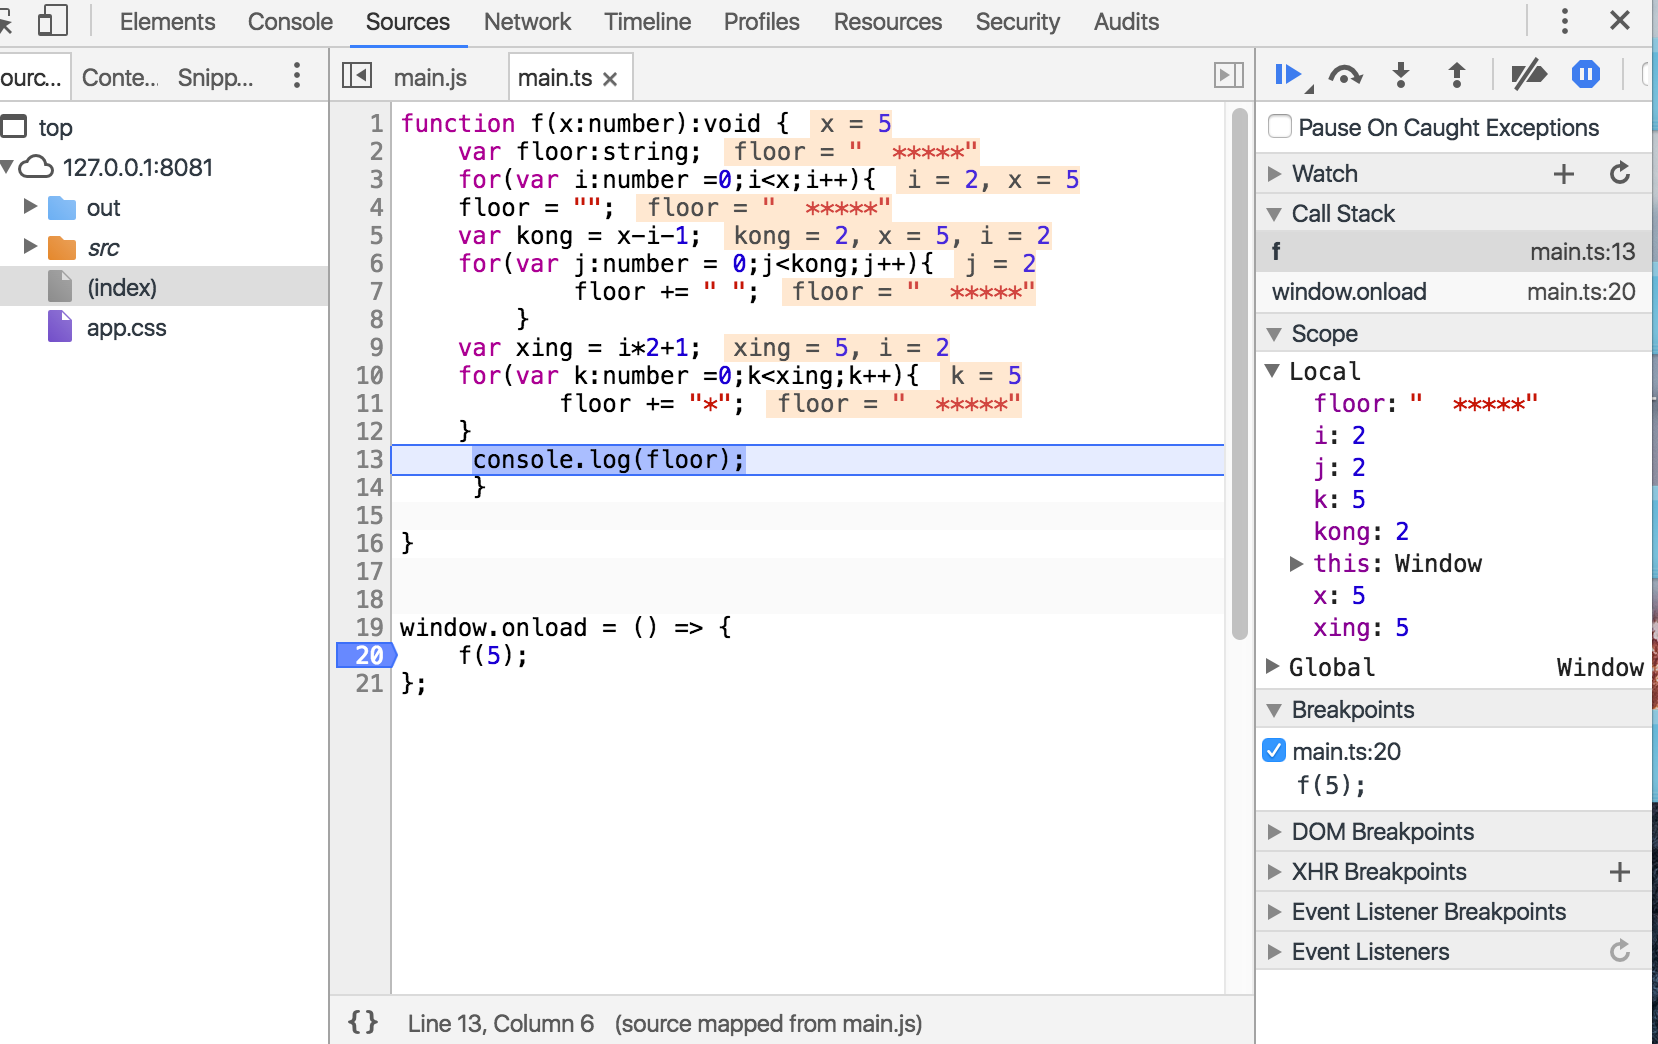 Elements Console Sources Network Timeline Profiles Resources Security Audits
ourc... Conte... Snipp...
main.js main.ts ×
top
127.0.0.1:8081
out
src
(index)
app.css
1 function f(x:number):void { x = 5
2 var floor:string; floor = "  *****"
3 for(var i:number =0;i<x;i++){ i = 2, x = 5
4 floor = ""; floor = "  *****"
5 var kong = x-i-1; kong = 2, x = 5, i = 2
6 for(var j:number = 0;j<kong;j++){ j = 2
7 floor += " "; floor = "  *****"
8 }
9 var xing = i*2+1; xing = 5, i = 2
10 for(var k:number =0;k<xing;k++){ k = 5
11 floor += "*"; floor = "  *****"
12 }
13 console.log(floor);
14 }
15
16 }
17
18
19 window.onload = () => {
20 f(5);
21 };
{} Line 13, Column 6 (source mapped from main.js)
Pause On Caught Exceptions
Watch
Call Stack
f main.ts:13
window.onload main.ts:20
Scope
Local
floor: "  *****"
i: 2
j: 2
k: 5
kong: 2
this: Window
x: 5
xing: 5
Global Window
Breakpoints
main.ts:20
f(5);
DOM Breakpoints
XHR Breakpoints
Event Listener Breakpoints
Event Listeners